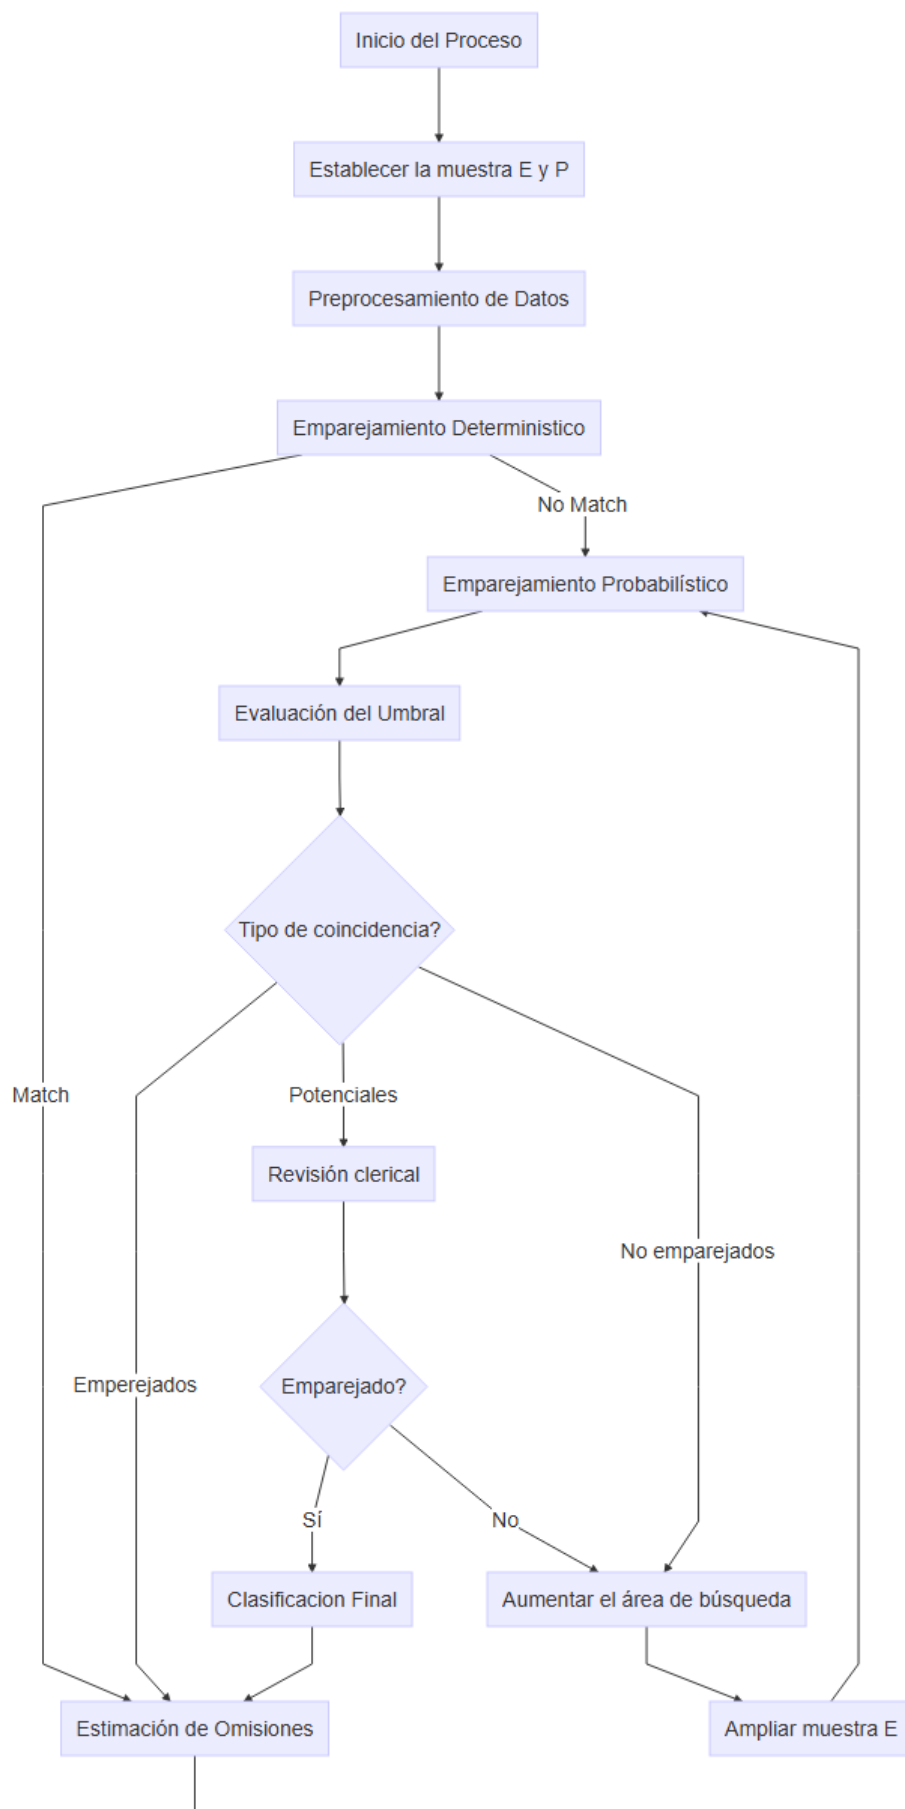 Inicio del Proceso
Establecer la muestra E y P
Preprocesamiento de Datos
Emparejamiento Deterministico
No Match
Emparejamiento Probabilístico
Evaluación del Umbral
Tipo de coincidencia?
Match
Potenciales
Revisión clerical
No emparejados
Emperejados
Emparejado?
Sí
No
Clasificacion Final
Aumentar el área de búsqueda
Estimación de Omisiones
Ampliar muestra E